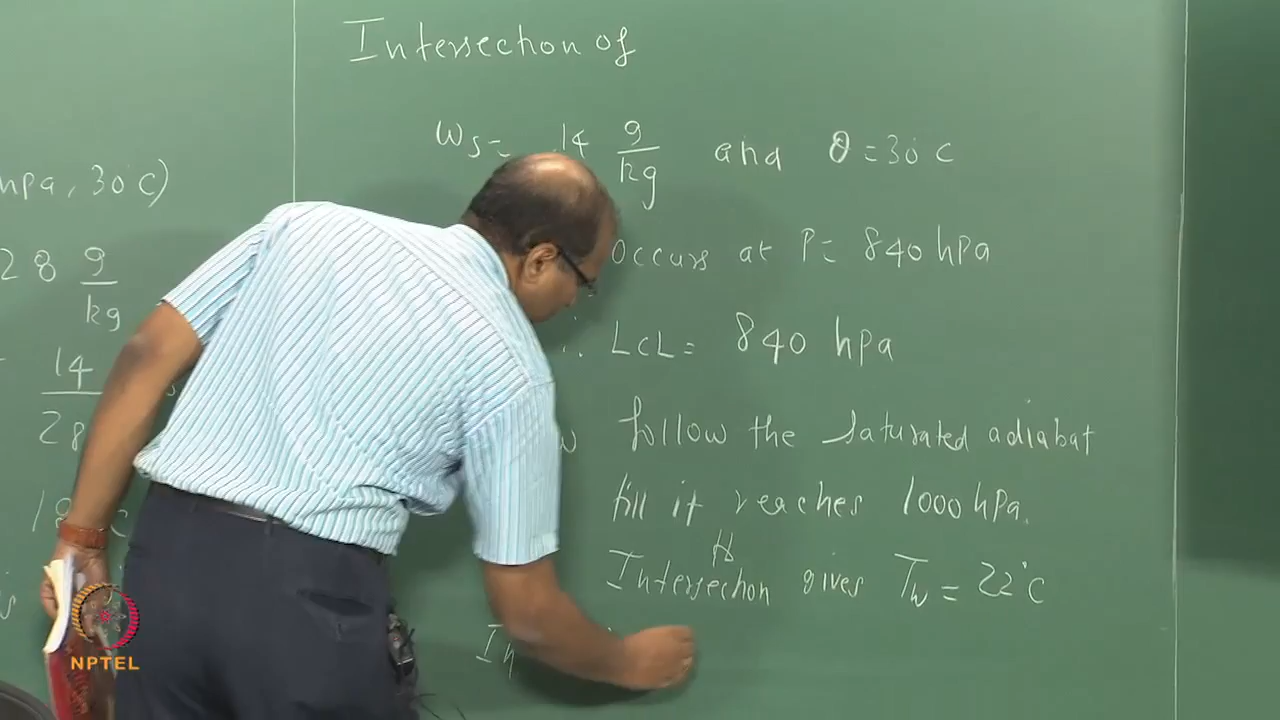 Intersection of
hpa, 30°C)
ws = 14 g/kg and θ = 30°C
28 g/kg
Occurs at P = 840 hpa
14
28
∴ LCL = 840 hpa
follow the saturated adiabat
18 c
till it reaches 1000 hPa.
Intersection gives Tw = 22°C
NPTEL